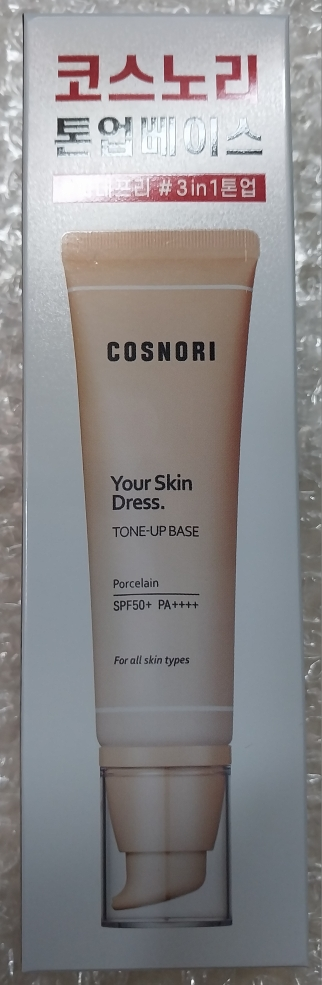 코스노리
톤업베이스
#3in1톤업
COSNORI
Your Skin
Dress.
TONE-UP BASE
Porcelain
SPF50+ PA++++
For all skin types